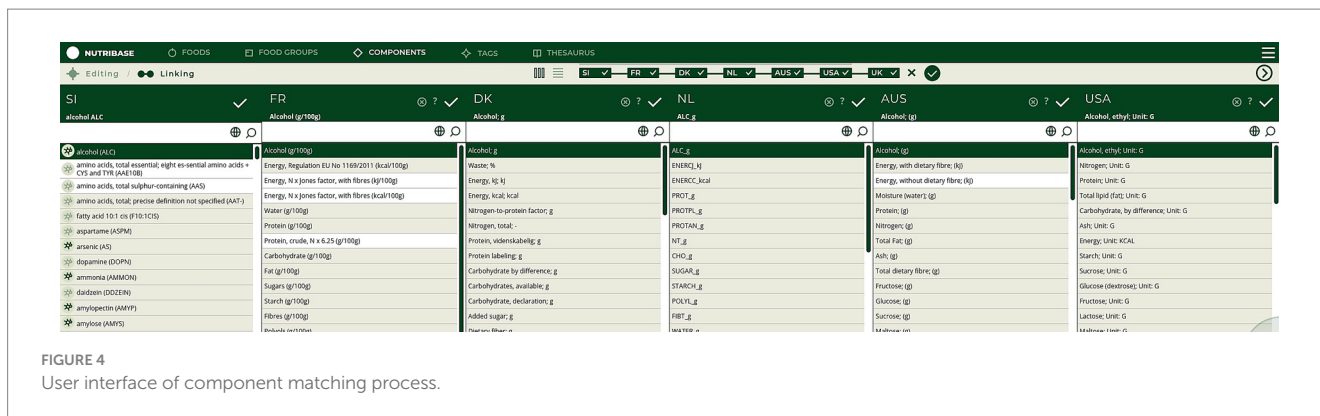 NUTRIBASE FOODS FOOD GROUPS COMPONENTS TAGS THESAURUS
Editing / Linking SI FR DK NL AUS USA UK
SI
alcohol ALC
alcohol (ALC)
amino acids, total essential; eight es-sential amino acids +
CYS and TYR (AAE10B)
amino acids, total sulphur-containing (AAS)
amino acids, total; precise definition not specified (AAT-)
fatty acid 10:1 cis (F10:1CIS)
aspartame (ASPM)
arsenic (AS)
dopamine (DOPN)
ammonia (AMMON)
daidzein (DDZEIN)
amylopectin (AMYP)
amylose (AMYS)
FR ?
Alcohol (g/100g)
Alcohol (g/100g)
Energy, Regulation EU No 1169/2011 (kcal/100g)
Energy, N x Jones factor, with fibres (kJ/100g)
Energy, N x Jones factor, with fibres (kcal/100g)
Water (g/100g)
Protein (g/100g)
Protein, crude, N x 6.25 (g/100g)
Carbohydrate (g/100g)
Fat (g/100g)
Sugars (g/100g)
Starch (g/100g)
Fibres (g/100g)
Polyols (g/100g)
DK ?
Alcohol; g
Alcohol; g
Waste; %
Energy, kJ; kJ
Energy, kcal; kcal
Nitrogen-to-protein factor; g
Nitrogen, total; -
Protein, videnskabelig; g
Protein labeling; g
Carbohydrate by difference; g
Carbohydrates, available; g
Carbohydrate, declaration; g
Added sugar; g
Dietary fiber; g
NL ?
ALC_g
ALC_g
ENERCJ_kJ
ENERCC_kcal
PROT_g
PROTPL_g
PROTAN_g
NT_g
CHO_g
SUGAR_g
STARCH_g
POLYL_g
FIBT_g
WATER_g
AUS ?
Alcohol; (g)
Alcohol; (g)
Energy, with dietary fibre; (kJ)
Energy, without dietary fibre; (kJ)
Moisture (water); (g)
Protein; (g)
Nitrogen; (g)
Total Fat; (g)
Ash; (g)
Total dietary fibre; (g)
Fructose; (g)
Glucose; (g)
Sucrose; (g)
Maltose; (g)
USA ?
Alcohol, ethyl; Unit: G
Alcohol, ethyl; Unit: G
Nitrogen; Unit: G
Protein; Unit: G
Total lipid (fat); Unit: G
Carbohydrate, by difference; Unit: G
Ash; Unit: G
Energy; Unit: KCAL
Starch; Unit: G
Sucrose; Unit: G
Glucose (dextrose); Unit: G
Fructose; Unit: G
Lactose; Unit: G
Maltose; Unit: G
FIGURE 4
User interface of component matching process.